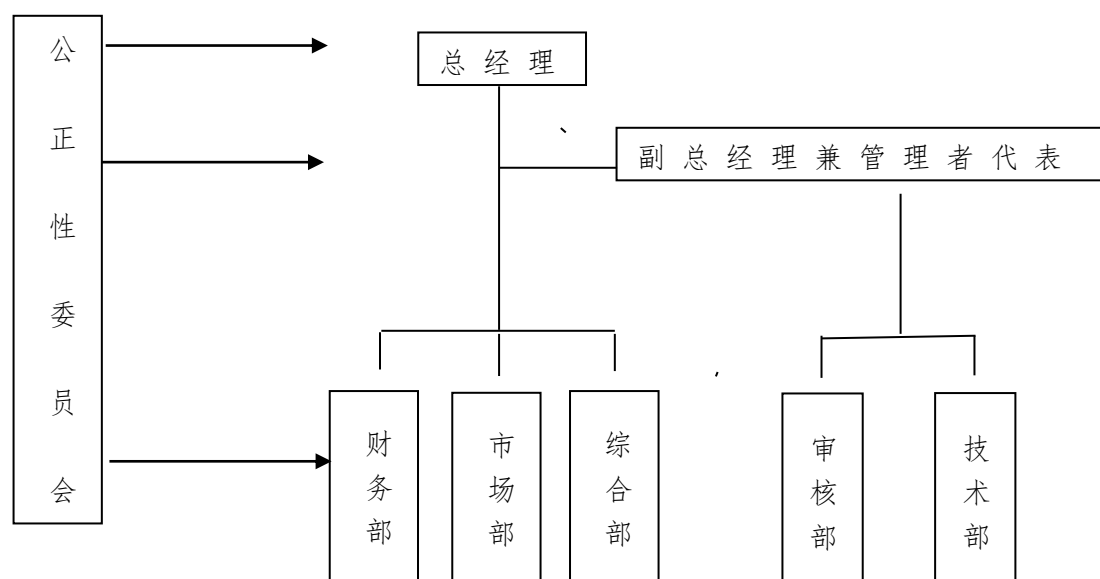 公正性委员会
总经理
、
副总经理兼管理者代表
，
财务部
市场部
综合部
审核部
技术部